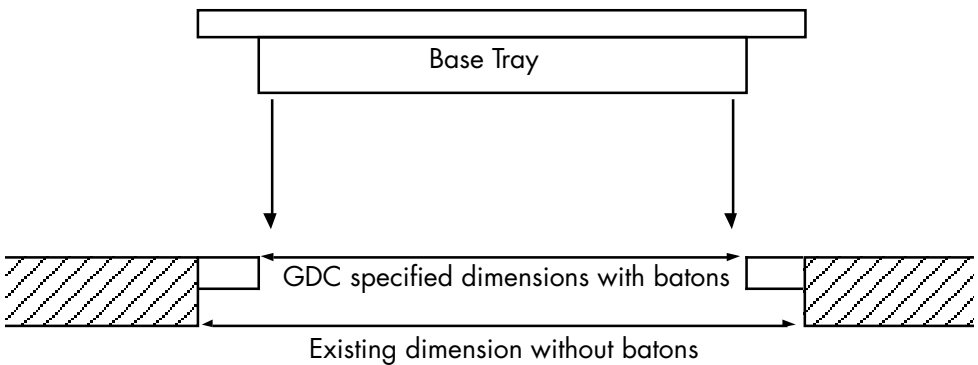 Base Tray
GDC specified dimensions with batons
Existing dimension without batons